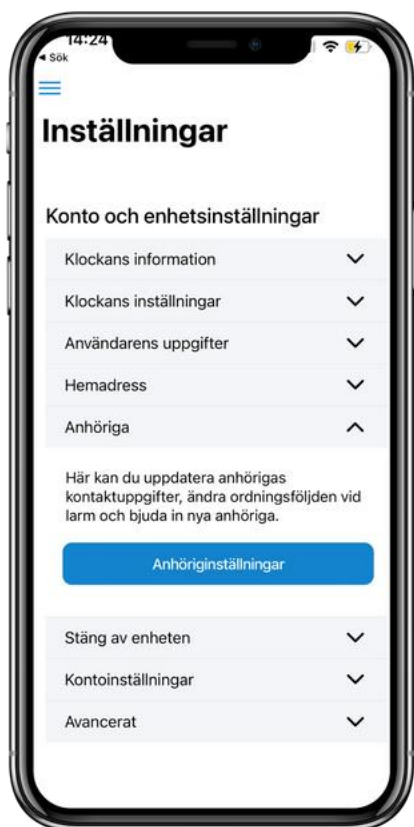 14:24
◀ Sök
Inställningar
Konto och enhetsinställningar
Klockans information
Klockans inställningar
Användarens uppgifter
Hemadress
Anhöriga
Här kan du uppdatera anhörigas
kontaktuppgifter, ändra ordningsföljden vid
larm och bjuda in nya anhöriga.
Anhöriginställningar
Stäng av enheten
Kontoinställningar
Avancerat